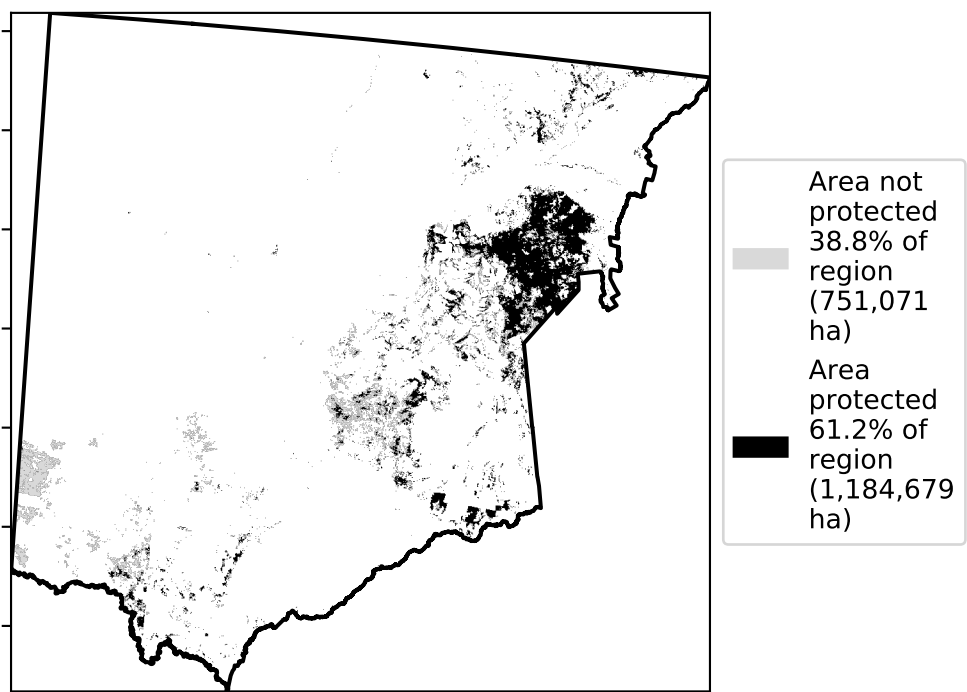 Area not
protected
38.8% of
region
(751,071
ha)
Area
protected
61.2% of
region
(1,184,679
ha)